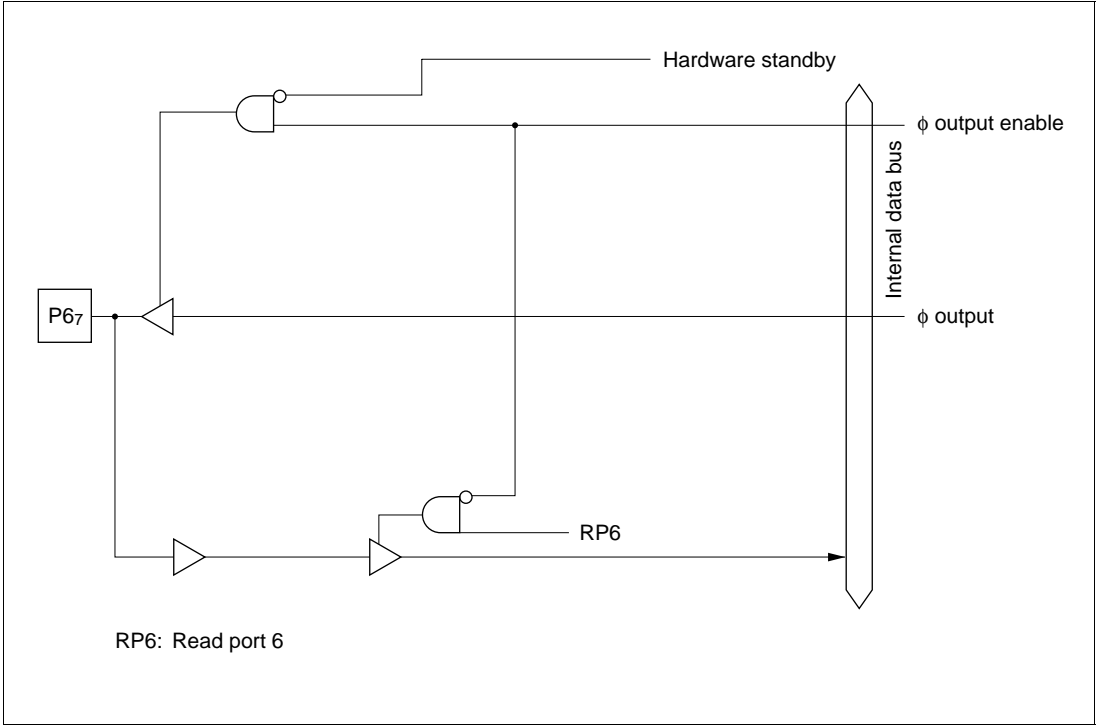 Hardware standby
ϕ output enable
Internal data bus
P6₇
ϕ output
RP6
RP6: Read port 6